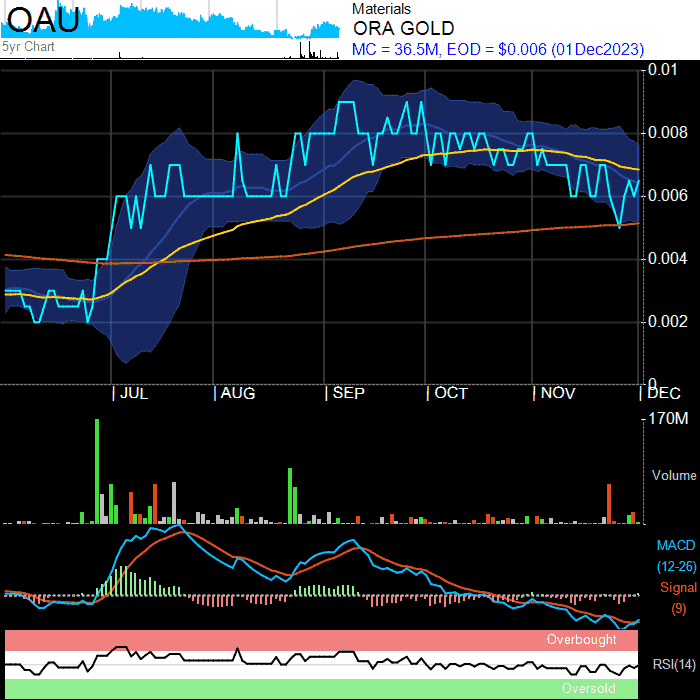 OAU
5yr Chart
Materials
ORA GOLD
MC = 36.5M, EOD = $0.006 (01Dec2023)
0.01
0.008
0.006
0.004
0.002
0
JUL AUG SEP OCT NOV DEC
170M
Volume
MACD
(12-26)
Signal
(9)
Overbought
RSI(14)
Oversold